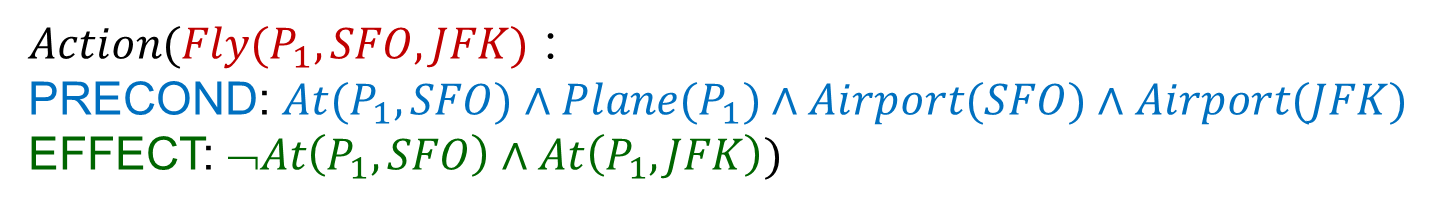 Action(Fly(P₁, SFO, JFK) :
PRECOND: At(P₁, SFO) ∧ Plane(P₁) ∧ Airport(SFO) ∧ Airport(JFK)
EFFECT: ¬At(P₁, SFO) ∧ At(P₁, JFK))